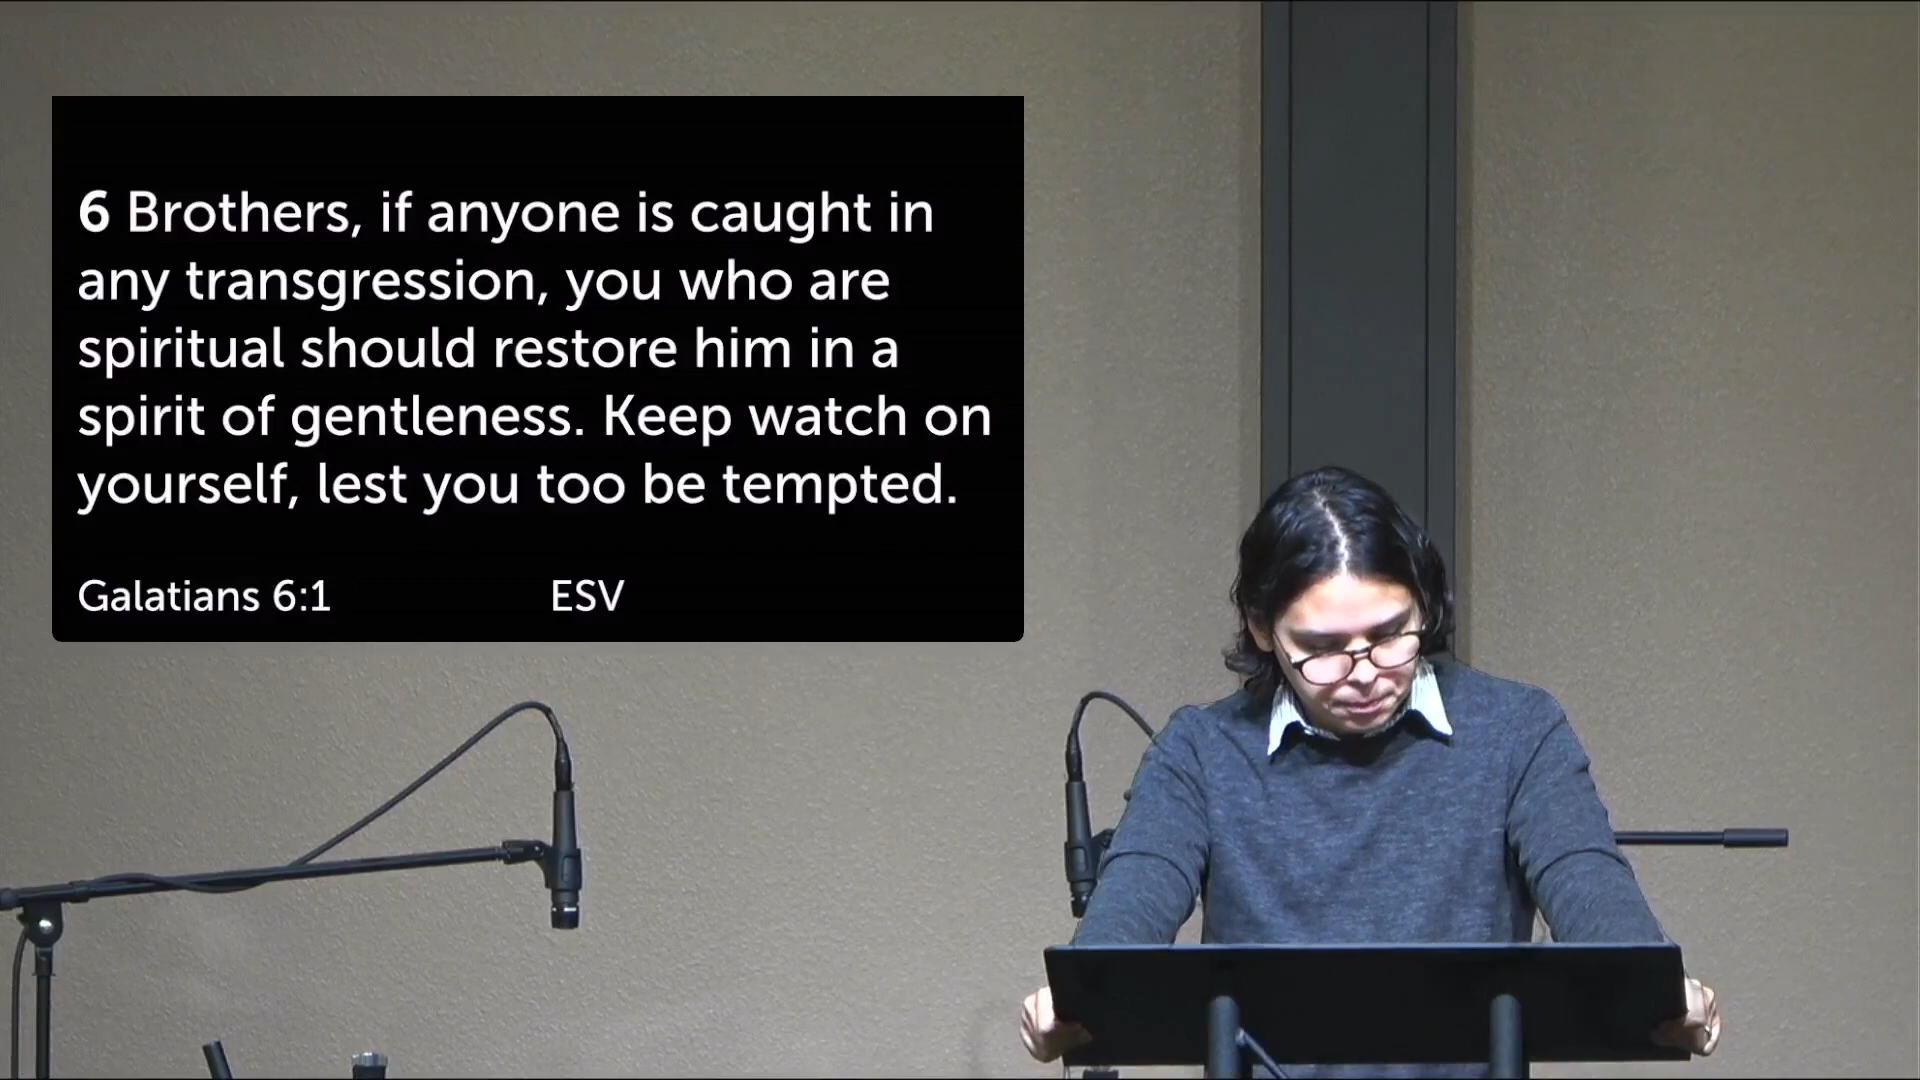 6 Brothers, if anyone is caught in
any transgression, you who are
spiritual should restore him in a
spirit of gentleness. Keep watch on
yourself, lest you too be tempted.
Galatians 6:1 ESV